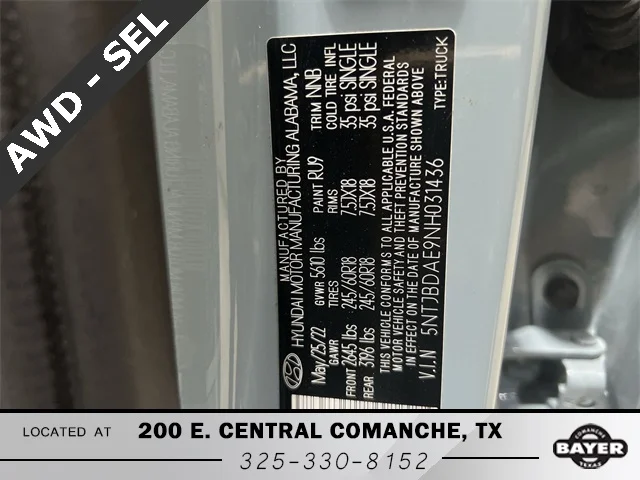 AWD - SEL
MANUFACTURED BY
HYUNDAI MOTOR MANUFACTURING ALABAMA, LLC
May/25/22 GVWR 5610 lbs PAINT RU9 TRIM NNB
GAWR TIRES RIMS COLD TIRE INFL
FRONT 2645 lbs 245/60R18 7.5JX18 35 psi SINGLE
REAR 3196 lbs 245/60R18 7.5JX18 35 psi SINGLE
THIS VEHICLE CONFORMS TO ALL APPLICABLE U.S.A. FEDERAL
MOTOR VEHICLE SAFETY AND THEFT PREVENTION STANDARDS
IN EFFECT ON THE DATE OF MANUFACTURE SHOWN ABOVE
V.I.N 5NTJBDAE9NH031436 TYPE:TRUCK
LOCATED AT 200 E. CENTRAL COMANCHE, TX
325-330-8152
COMANCHE
BAYER
TEXAS